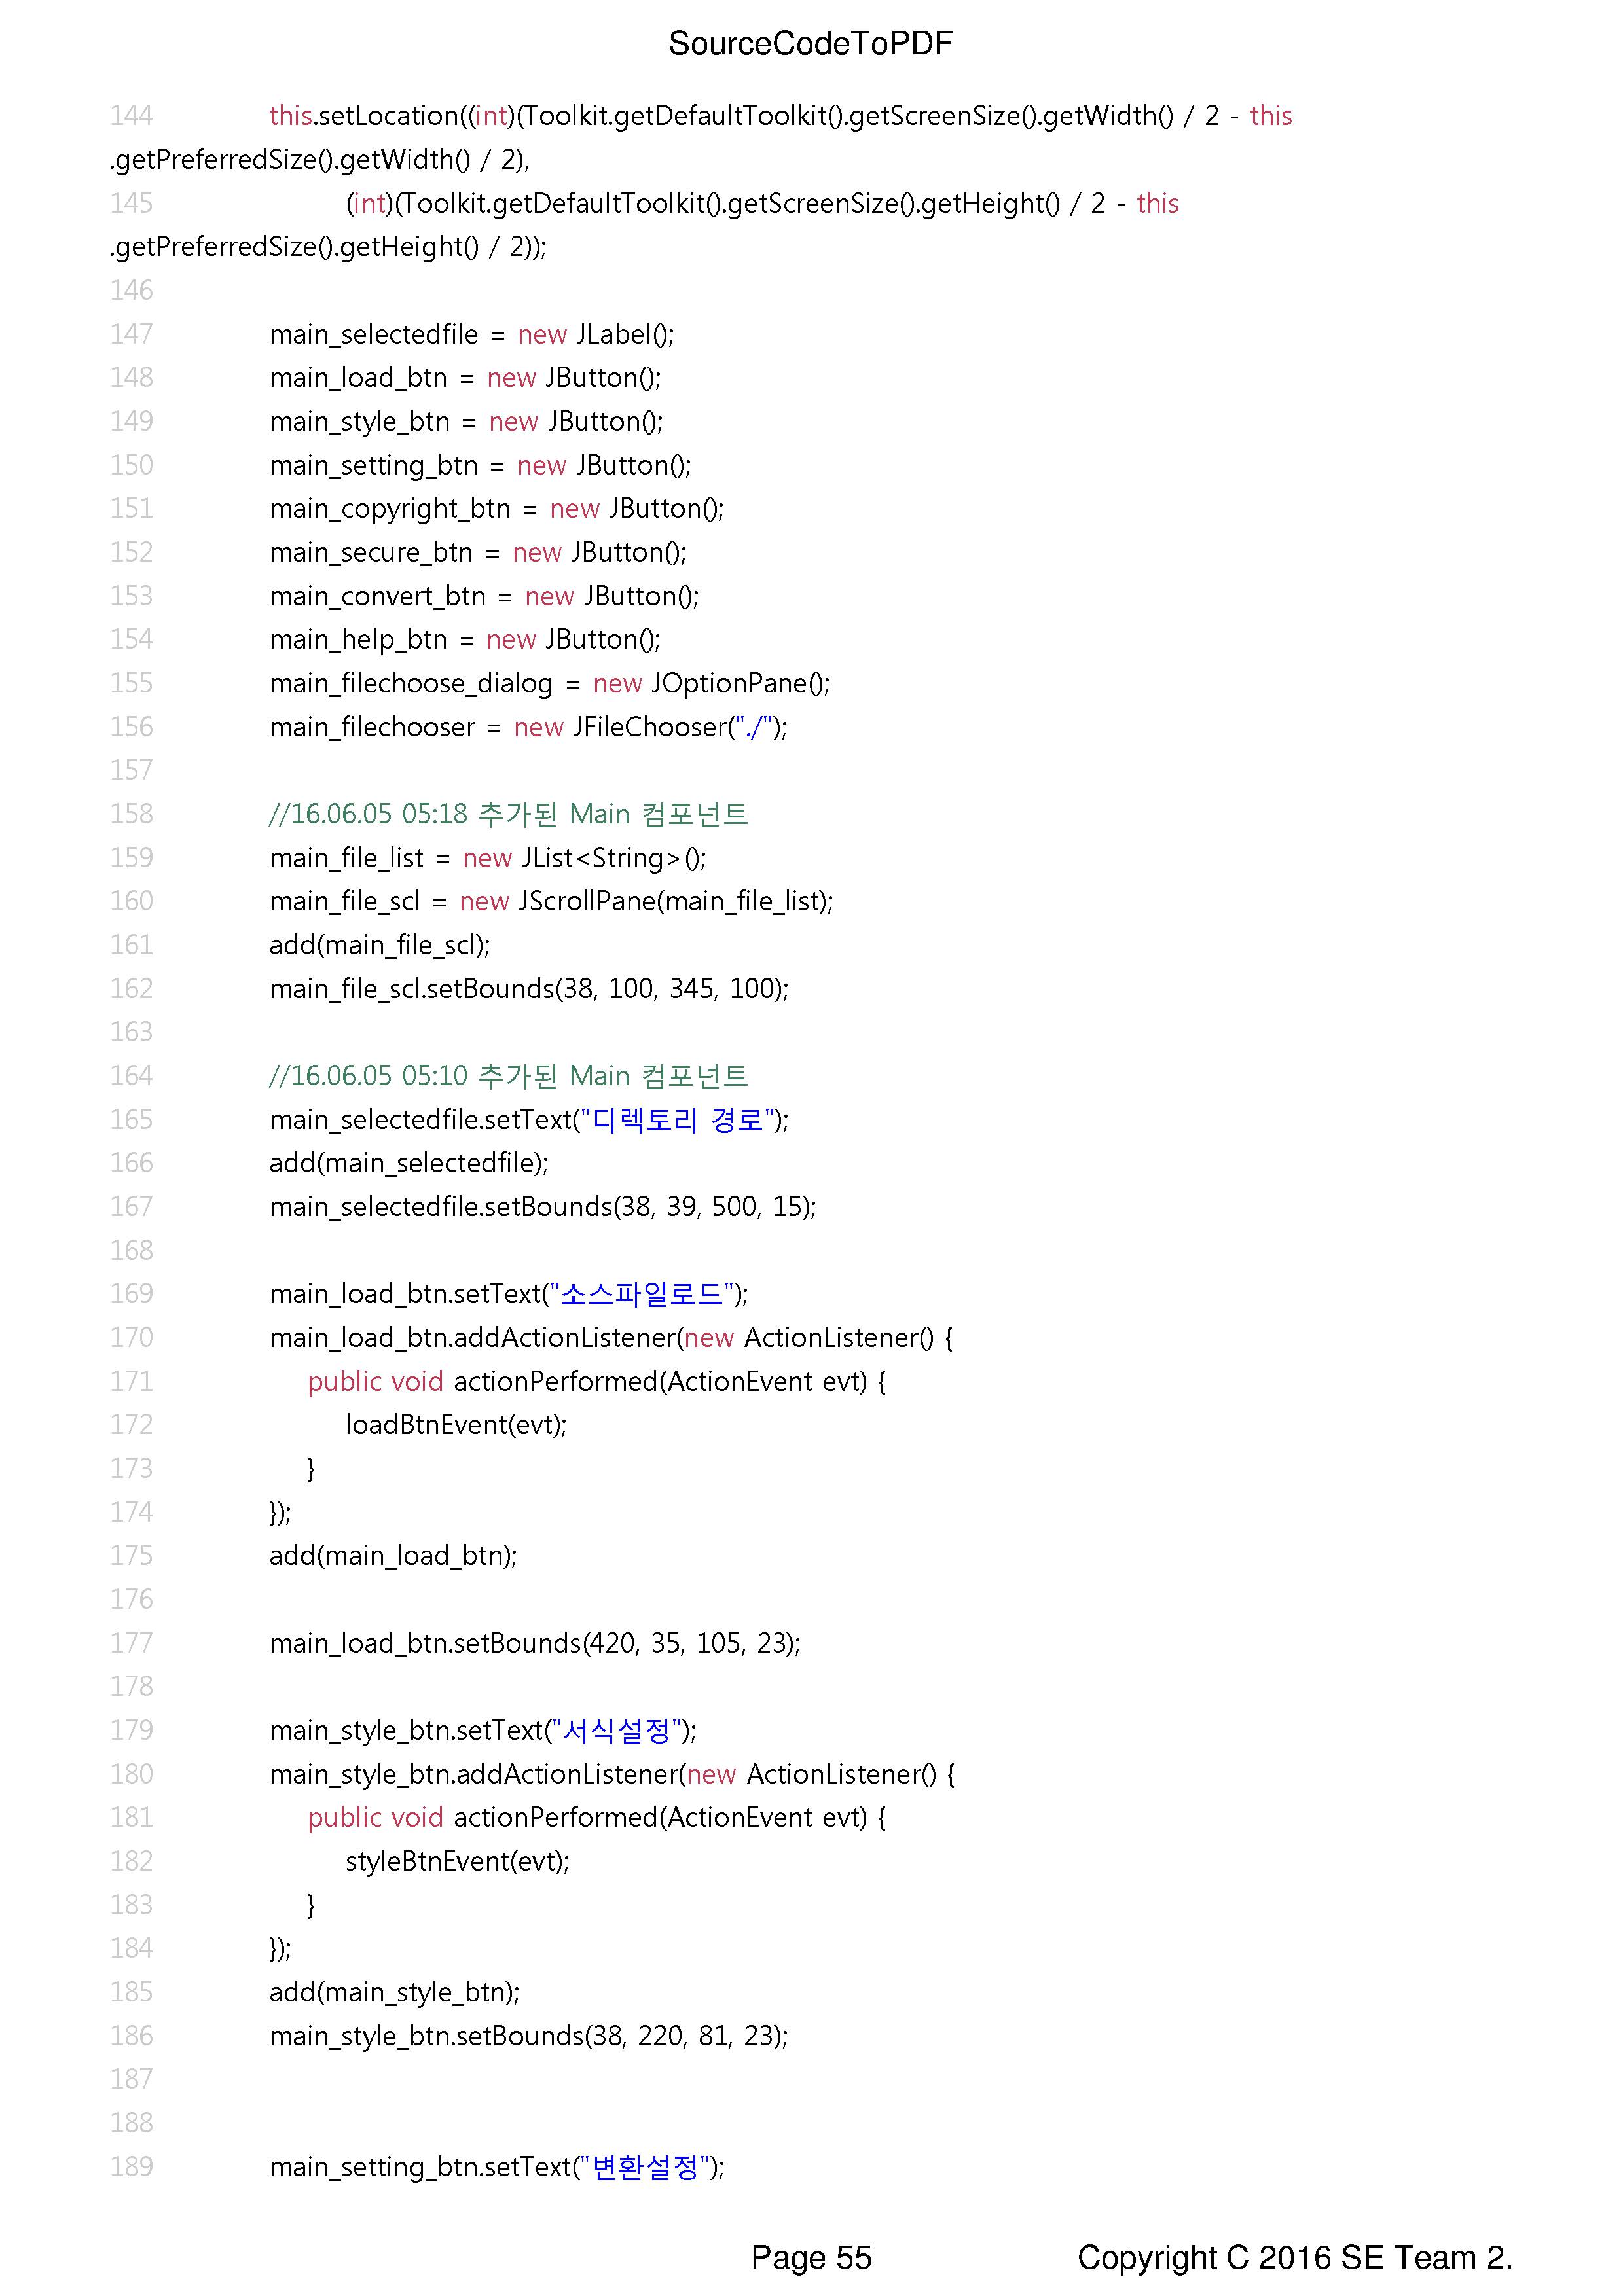 SourceCodeToPDF
144 this.setLocation((int)(Toolkit.getDefaultToolkit().getScreenSize().getWidth() / 2 - this
.getPreferredSize().getWidth() / 2),
145 (int)(Toolkit.getDefaultToolkit().getScreenSize().getHeight() / 2 - this
.getPreferredSize().getHeight() / 2));
146
147 main_selectedfile = new JLabel();
148 main_load_btn = new JButton();
149 main_style_btn = new JButton();
150 main_setting_btn = new JButton();
151 main_copyright_btn = new JButton();
152 main_secure_btn = new JButton();
153 main_convert_btn = new JButton();
154 main_help_btn = new JButton();
155 main_filechoose_dialog = new JOptionPane();
156 main_filechooser = new JFileChooser("./");
157
158 //16.06.05 05:18 추가된 Main 컴포넌트
159 main_file_list = new JList<String>();
160 main_file_scl = new JScrollPane(main_file_list);
161 add(main_file_scl);
162 main_file_scl.setBounds(38, 100, 345, 100);
163
164 //16.06.05 05:10 추가된 Main 컴포넌트
165 main_selectedfile.setText("디렉토리 경로");
166 add(main_selectedfile);
167 main_selectedfile.setBounds(38, 39, 500, 15);
168
169 main_load_btn.setText("소스파일로드");
170 main_load_btn.addActionListener(new ActionListener() {
171 public void actionPerformed(ActionEvent evt) {
172 loadBtnEvent(evt);
173 }
174 });
175 add(main_load_btn);
176
177 main_load_btn.setBounds(420, 35, 105, 23);
178
179 main_style_btn.setText("서식설정");
180 main_style_btn.addActionListener(new ActionListener() {
181 public void actionPerformed(ActionEvent evt) {
182 styleBtnEvent(evt);
183 }
184 });
185 add(main_style_btn);
186 main_style_btn.setBounds(38, 220, 81, 23);
187
188
189 main_setting_btn.setText("변환설정");
Page 55 Copyright C 2016 SE Team 2.